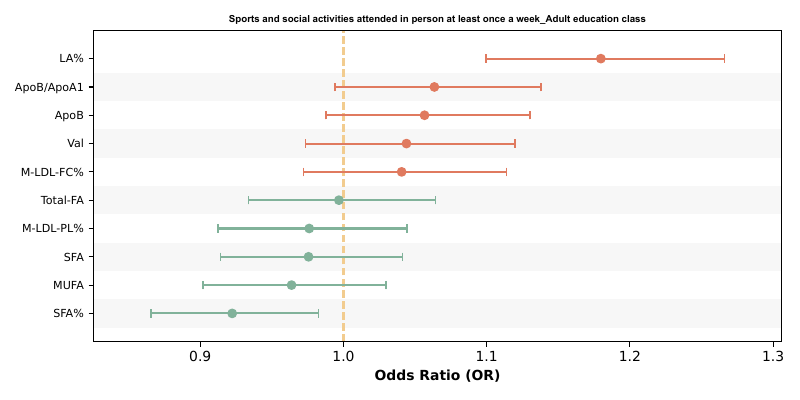 Sports and social activities attended in person at least once a week_Adult education class
LA%
ApoB/ApoA1
ApoB
Val
M-LDL-FC%
Total-FA
M-LDL-PL%
SFA
MUFA
SFA%
0.9 1.0 1.1 1.2 1.3
Odds Ratio (OR)